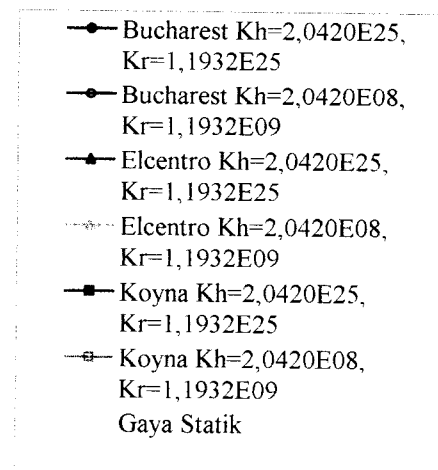 Bucharest Kh=2,0420E25,
Kr=1,1932E25
Bucharest Kh=2,0420E08,
Kr=1,1932E09
Elcentro Kh=2,0420E25,
Kr=1,1932E25
Elcentro Kh=2,0420E08,
Kr=1,1932E09
Koyna Kh=2,0420E25,
Kr=1,1932E25
Koyna Kh=2,0420E08,
Kr=1,1932E09
Gaya Statik